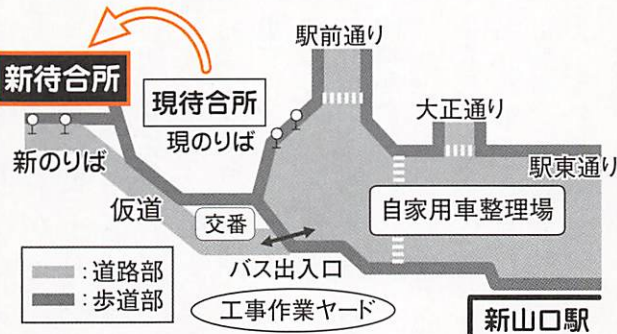 駅前通り
新待合所
現待合所
大正通り
現のりば
新のりば
駅東通り
仮道
交番
自家用車整理場
バス出入口
：道路部
：歩道部
工事作業ヤード
新山口駅